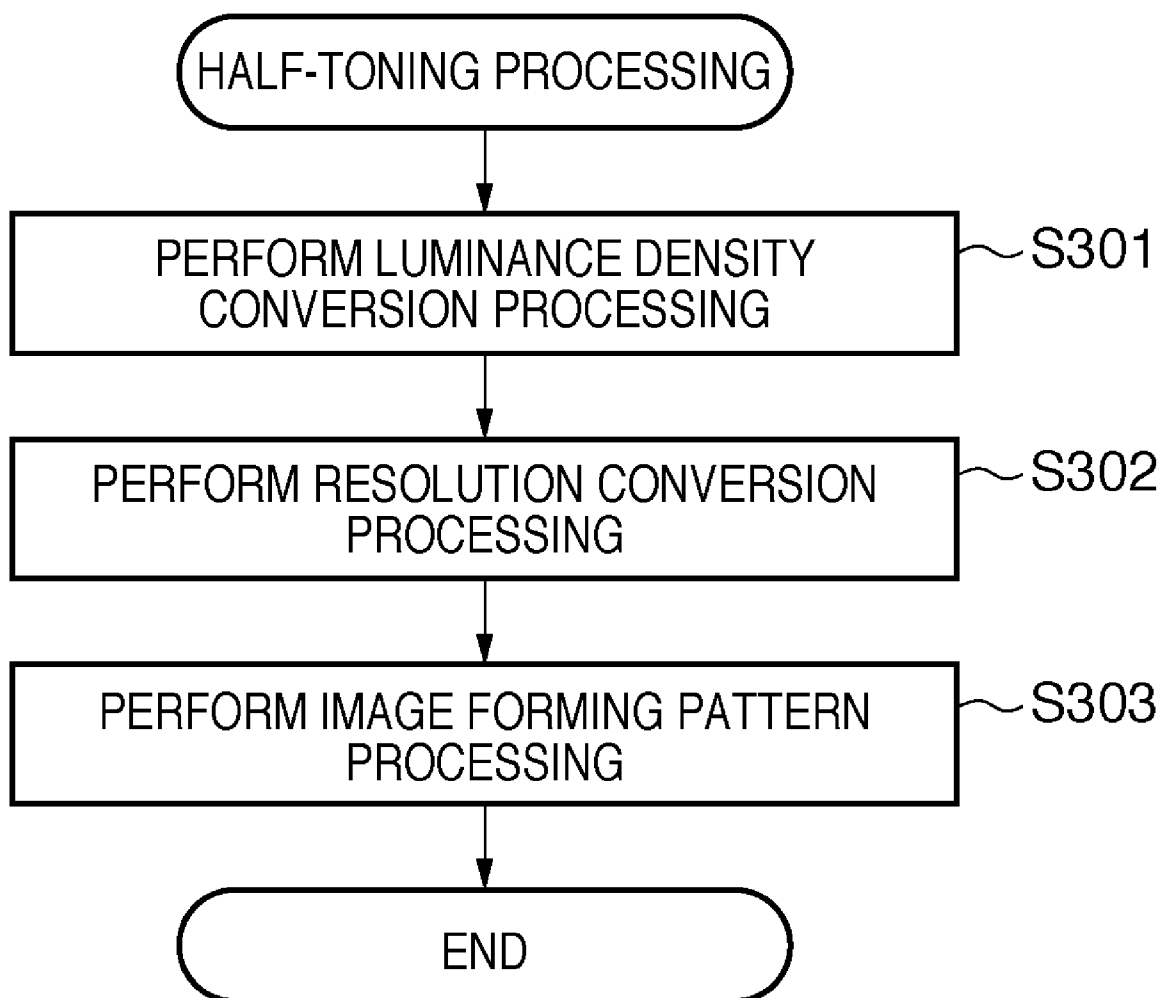 HALF-TONING PROCESSING
PERFORM LUMINANCE DENSITY
CONVERSION PROCESSING
S301
PERFORM RESOLUTION CONVERSION
PROCESSING
S302
PERFORM IMAGE FORMING PATTERN
PROCESSING
S303
END